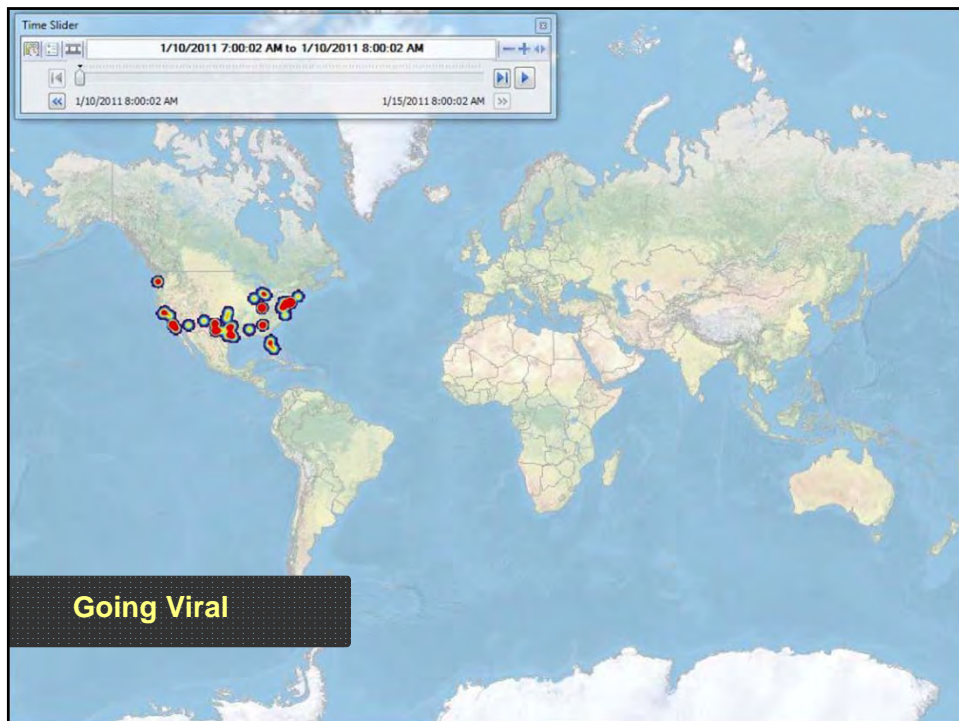 Time Slider
1/10/2011 7:00:02 AM to 1/10/2011 8:00:02 AM
1/10/2011 8:00:02 AM 1/15/2011 8:00:02 AM
Going Viral